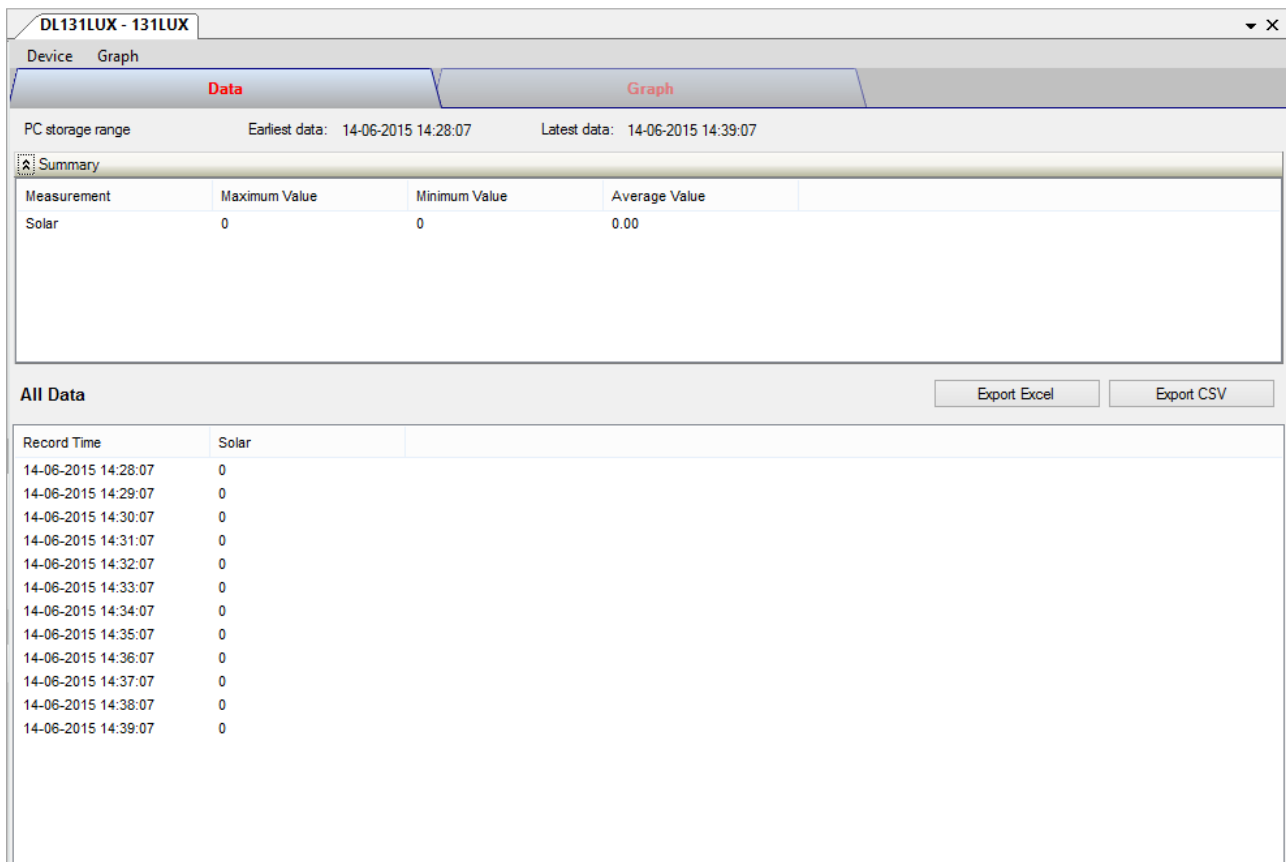 DL131LUX - 131LUX
Device Graph
Data Graph
PC storage range Earliest data: 14-06-2015 14:28:07 Latest data: 14-06-2015 14:39:07
Summary
Measurement Maximum Value Minimum Value Average Value
Solar 0 0 0.00
All Data Export Excel Export CSV
Record Time Solar
14-06-2015 14:28:07 0
14-06-2015 14:29:07 0
14-06-2015 14:30:07 0
14-06-2015 14:31:07 0
14-06-2015 14:32:07 0
14-06-2015 14:33:07 0
14-06-2015 14:34:07 0
14-06-2015 14:35:07 0
14-06-2015 14:36:07 0
14-06-2015 14:37:07 0
14-06-2015 14:38:07 0
14-06-2015 14:39:07 0